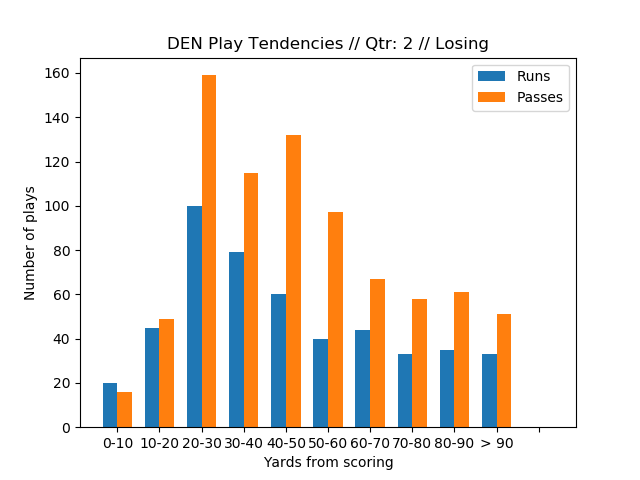 DEN Play Tendencies // Qtr: 2 // Losing
Runs
Passes
Number of plays
160
140
120
100
80
60
40
20
0
0-10 10-20 20-30 30-40 40-50 50-60 60-70 70-80 80-90 > 90
Yards from scoring